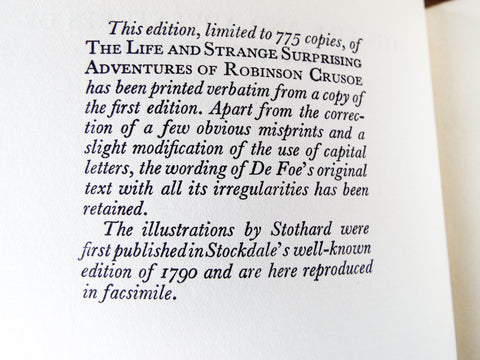 This edition, limited to 775 copies, of
THE LIFE AND STRANGE SURPRISING
ADVENTURES OF ROBINSON CRUSOE
has been printed verbatim from a copy of
the first edition. Apart from the correc-
tion of a few obvious misprints and a
slight modification of the use of capital
letters, the wording of De Foe's original
text with all its irregularities has been
retained.
The illustrations by Stothard were
first published in Stockdale's well-known
edition of 1790 and are here reproduced
in facsimile.